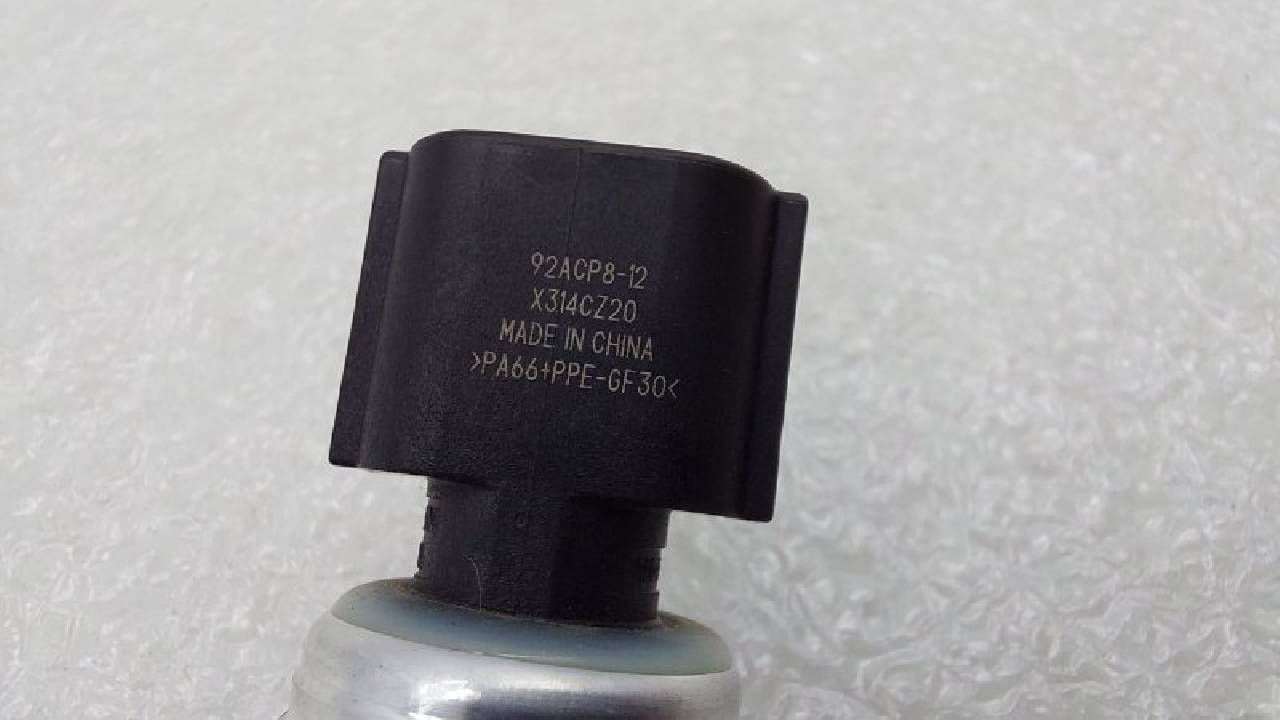 92ACP8-12
X314CZ20
MADE IN CHINA
>PA66+PPE-GF30<